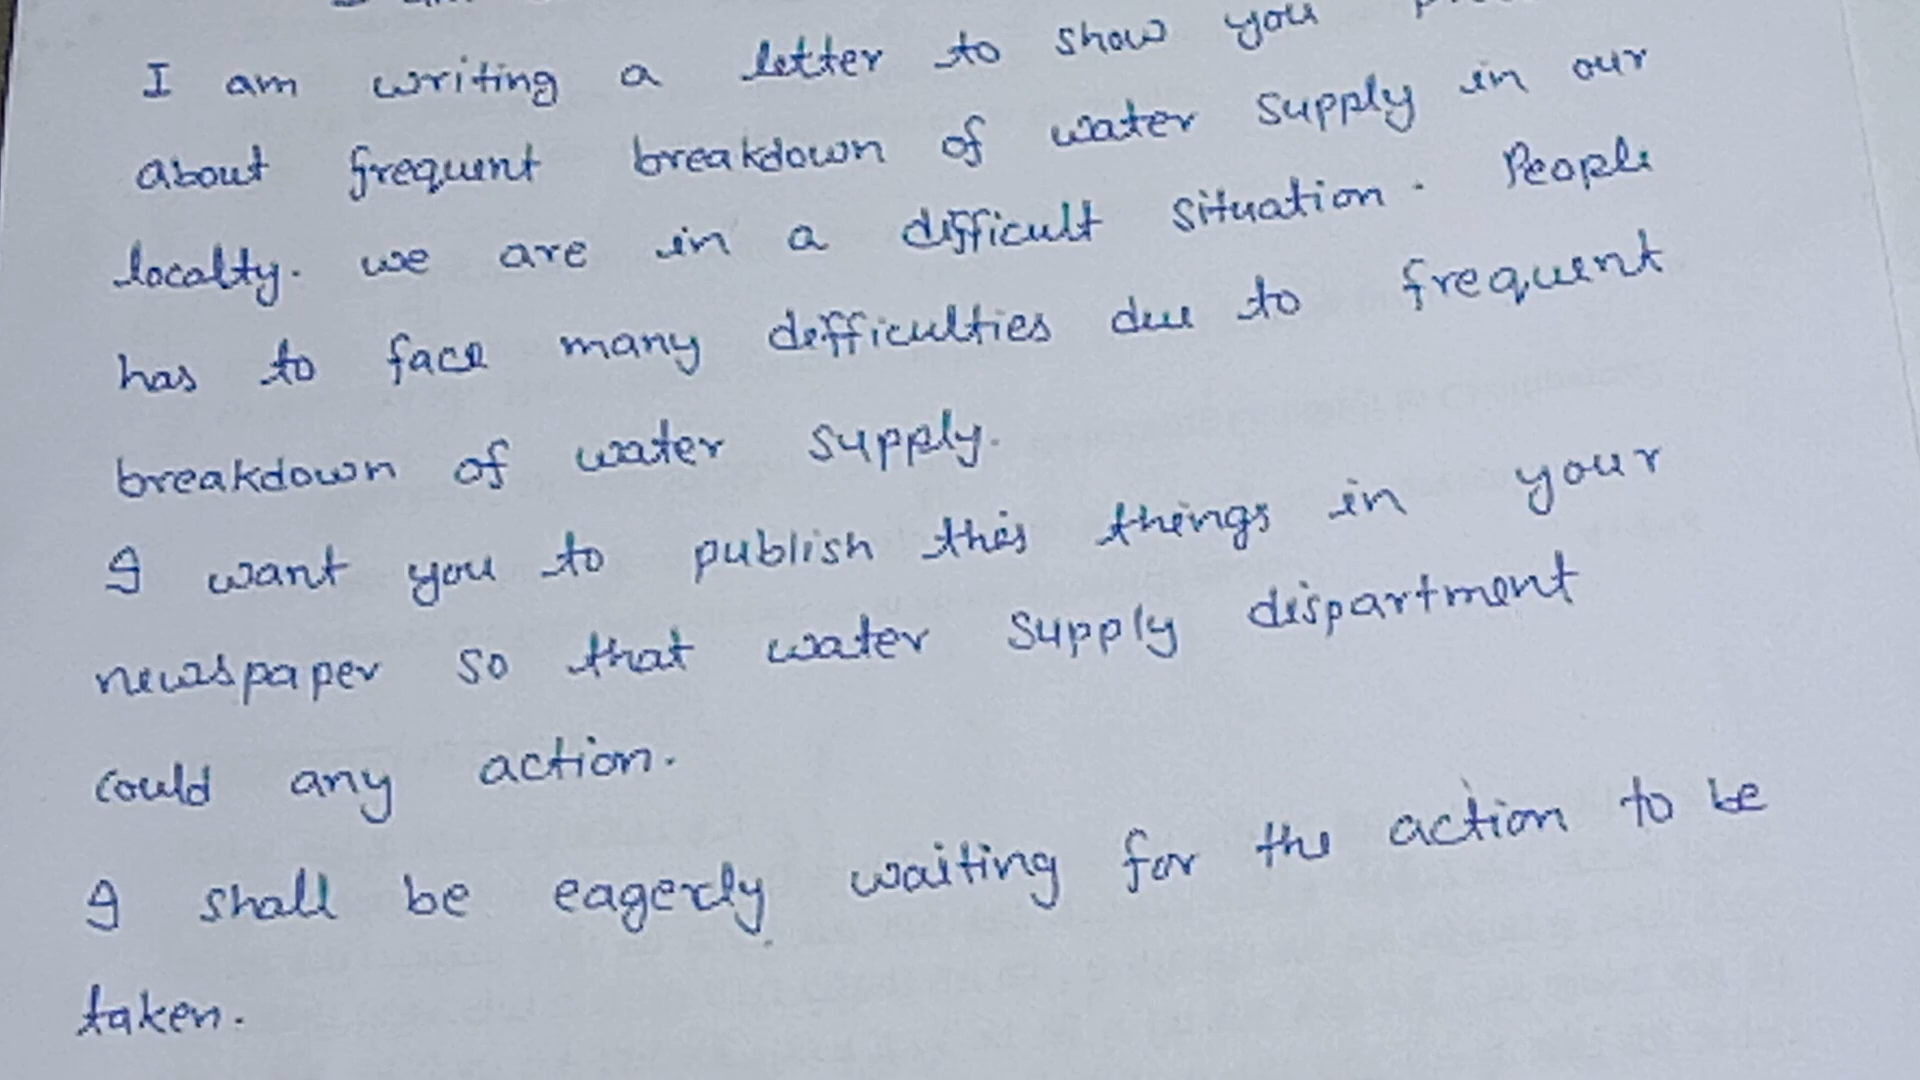 I am writing a letter to show you
about frequent breakdown of water supply in our
localty. we are in a difficult situation. People
has to face many defficulties due to frequent
breakdown of water supply.
I want you to publish this things in your
newspaper so that water supply dispartment
could any action.
I shall be eagerly waiting for the action to be
taken.